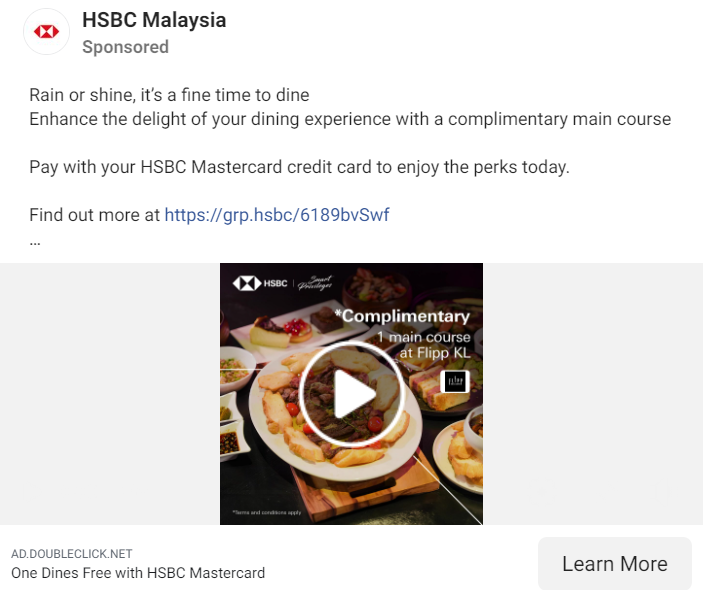 HSBC Malaysia
Sponsored
Rain or shine, it’s a fine time to dine
Enhance the delight of your dining experience with a complimentary main course
Pay with your HSBC Mastercard credit card to enjoy the perks today.
Find out more at https://grp.hsbc/6189bvSwf
...
HSBC | Smart Privileges
*Complimentary
1 main course
at Flipp KL
*Terms and conditions apply
AD.DOUBLECLICK.NET
One Dines Free with HSBC Mastercard
Learn More